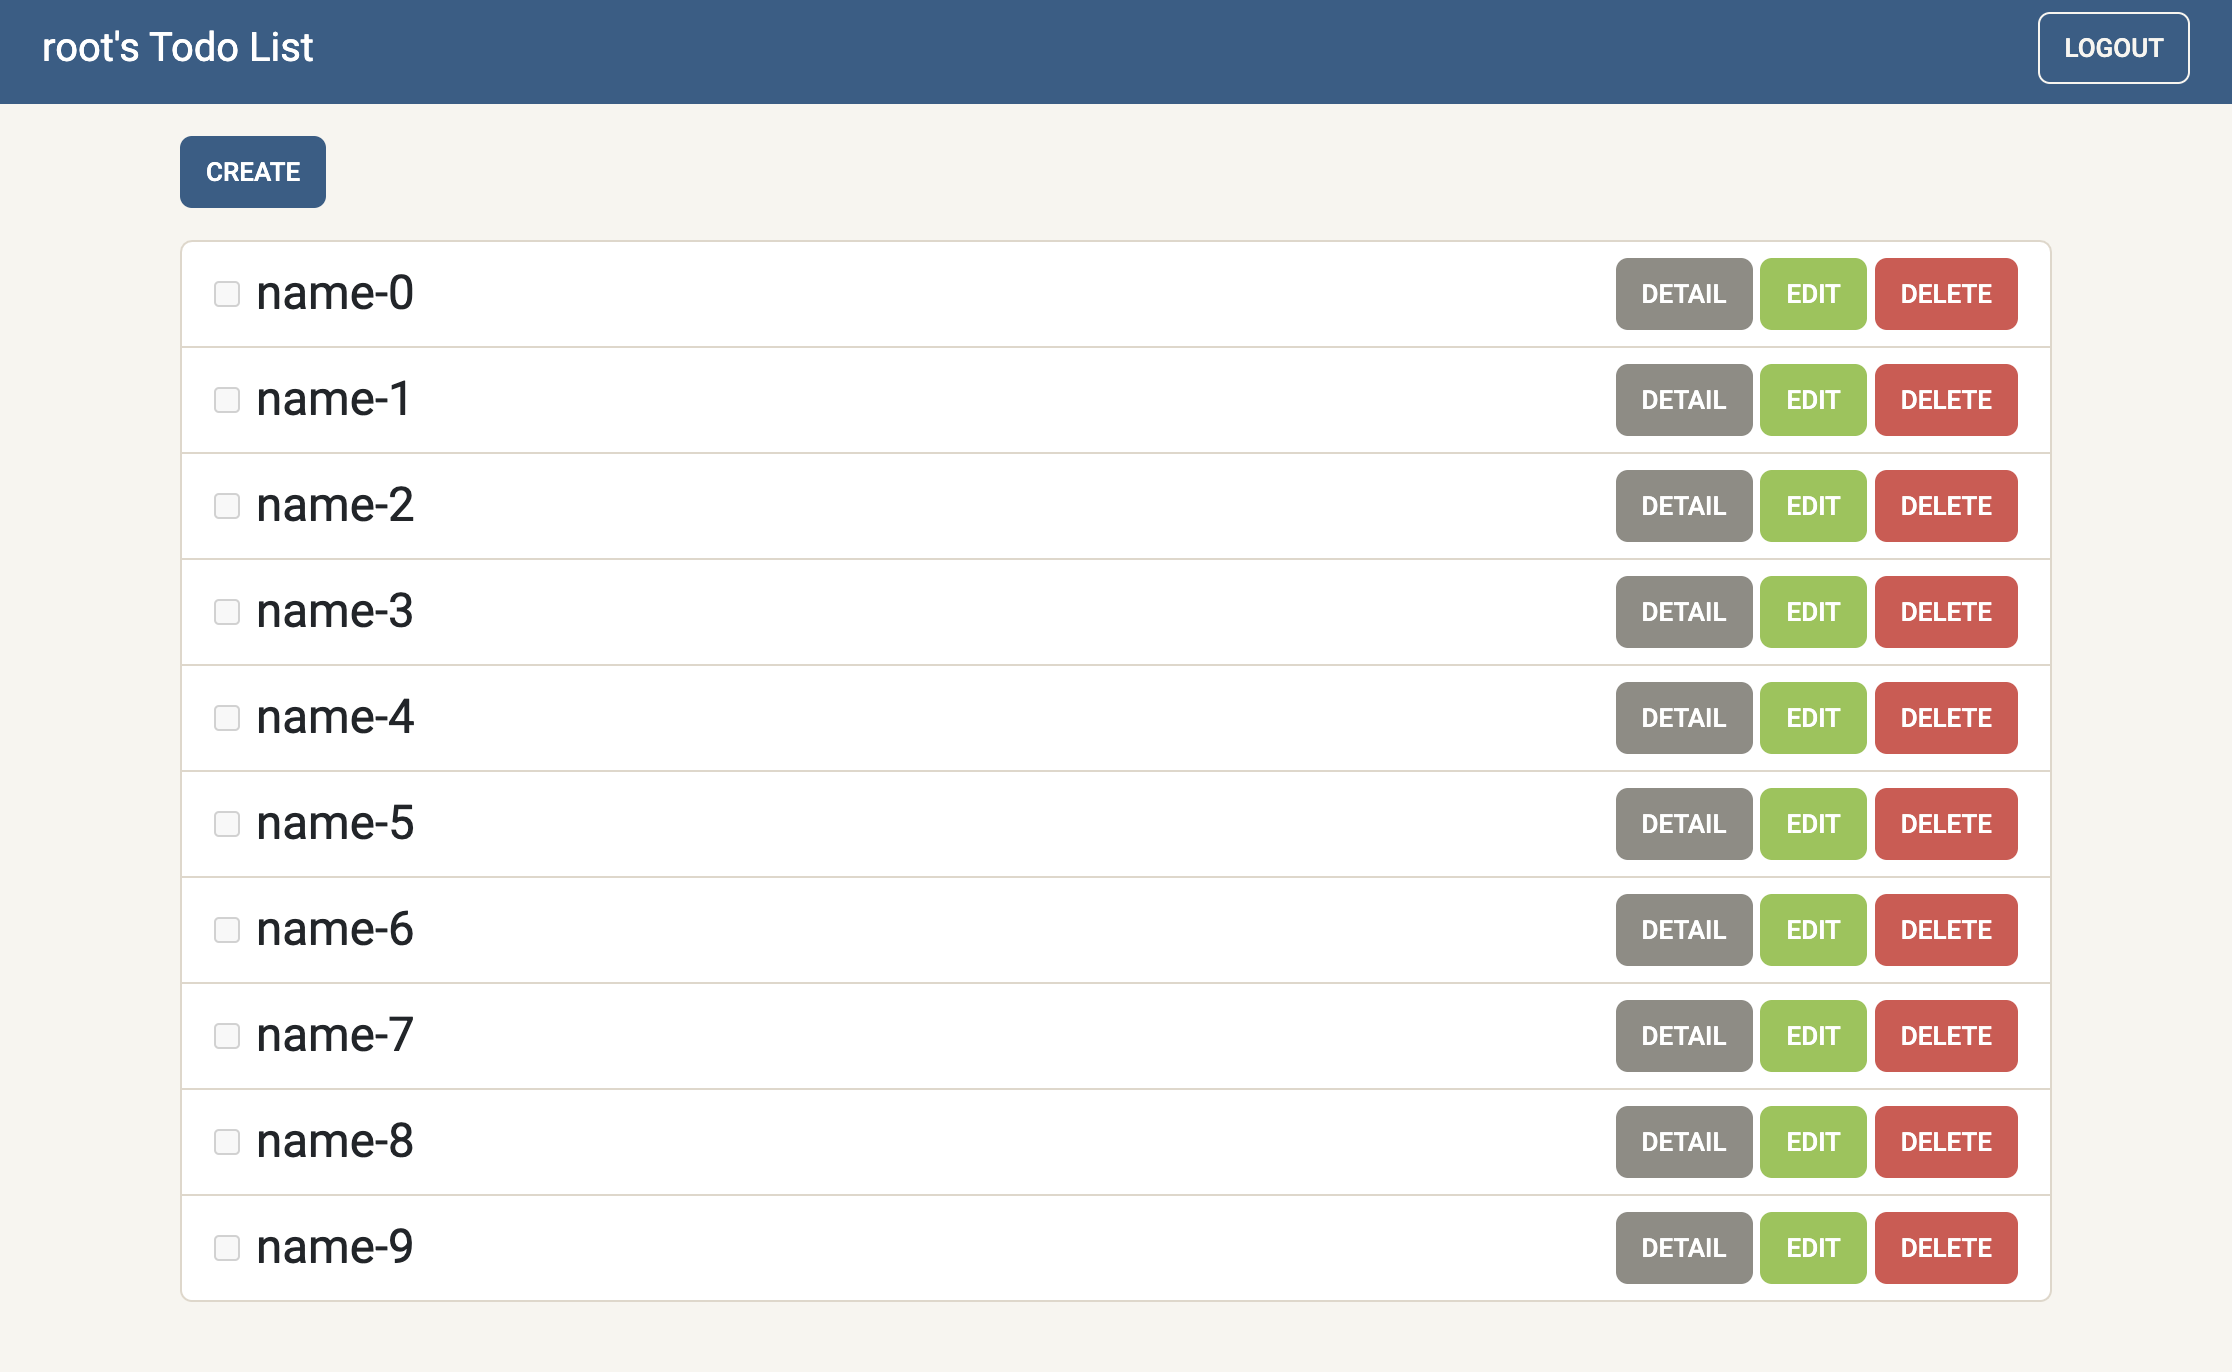 root's Todo List LOGOUT
CREATE
name-0 DETAIL EDIT DELETE
name-1 DETAIL EDIT DELETE
name-2 DETAIL EDIT DELETE
name-3 DETAIL EDIT DELETE
name-4 DETAIL EDIT DELETE
name-5 DETAIL EDIT DELETE
name-6 DETAIL EDIT DELETE
name-7 DETAIL EDIT DELETE
name-8 DETAIL EDIT DELETE
name-9 DETAIL EDIT DELETE